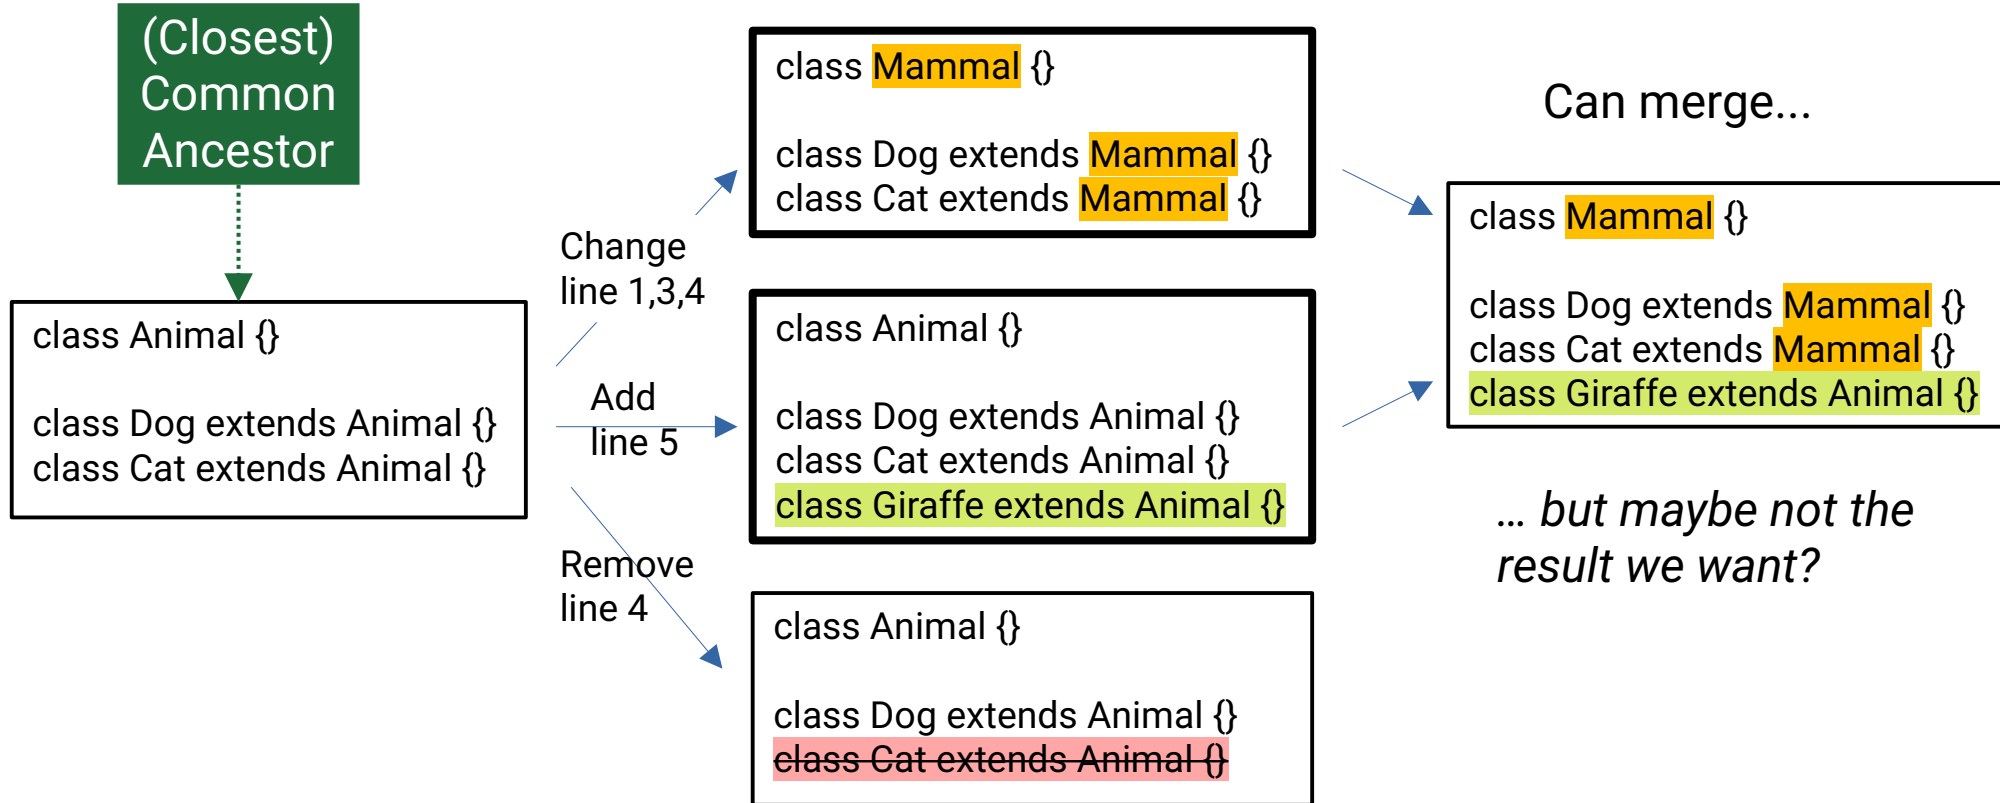 (Closest)
Common
Ancestor
class Animal {}
class Dog extends Animal {}
class Cat extends Animal {}
Change
line 1,3,4
Add
line 5
Remove
line 4
class Mammal {}
class Dog extends Mammal {}
class Cat extends Mammal {}
class Animal {}
class Dog extends Animal {}
class Cat extends Animal {}
class Giraffe extends Animal {}
class Animal {}
class Dog extends Animal {}
class Cat extends Animal {}
Can merge...
class Mammal {}
class Dog extends Mammal {}
class Cat extends Mammal {}
class Giraffe extends Animal {}
... but maybe not the
result we want?